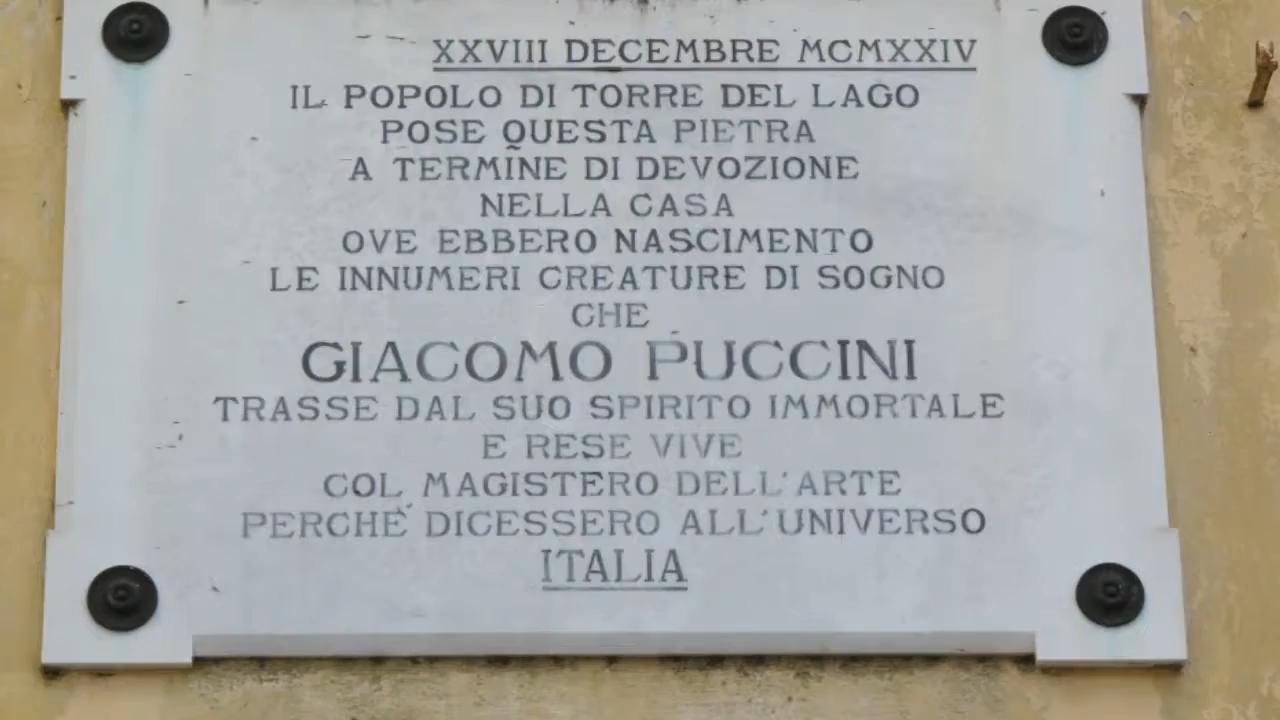 XXVIII DECEMBRE MCMXXIV
IL POPOLO DI TORRE DEL LAGO
POSE QUESTA PIETRA
A TERMINE DI DEVOZIONE
NELLA CASA
OVE EBBERO NASCIMENTO
LE INNUMERI CREATURE DI SOGNO
CHE
GIACOMO PUCCINI
TRASSE DAL SUO SPIRITO IMMORTALE
E RESE VIVE
COL MAGISTERO DELL'ARTE
PERCHÈ DICESSERO ALL'UNIVERSO
ITALIA